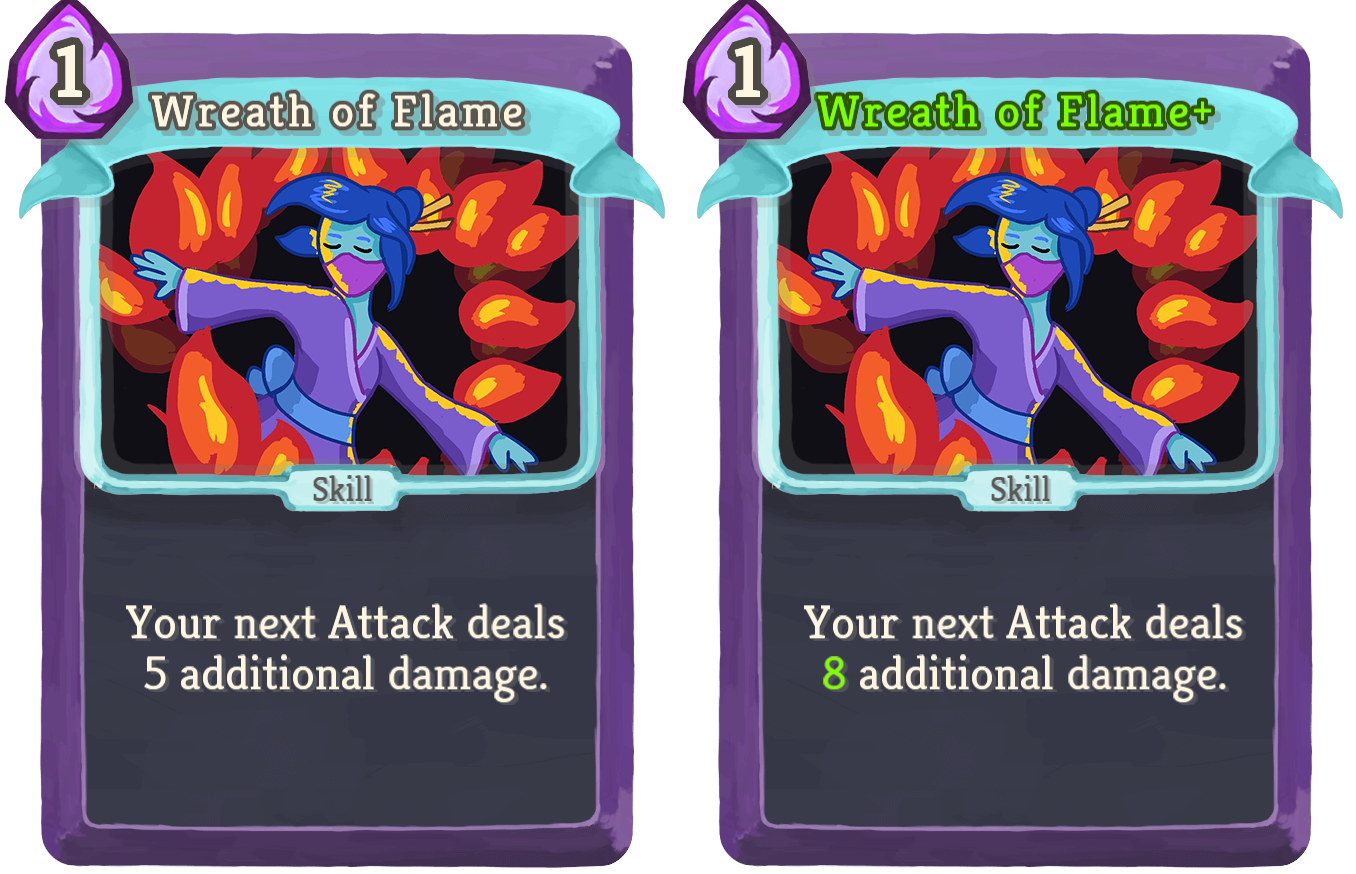 1
Wreath of Flame
Skill
Your next Attack deals
5 additional damage.
1
Wreath of Flame+
Skill
Your next Attack deals
8 additional damage.